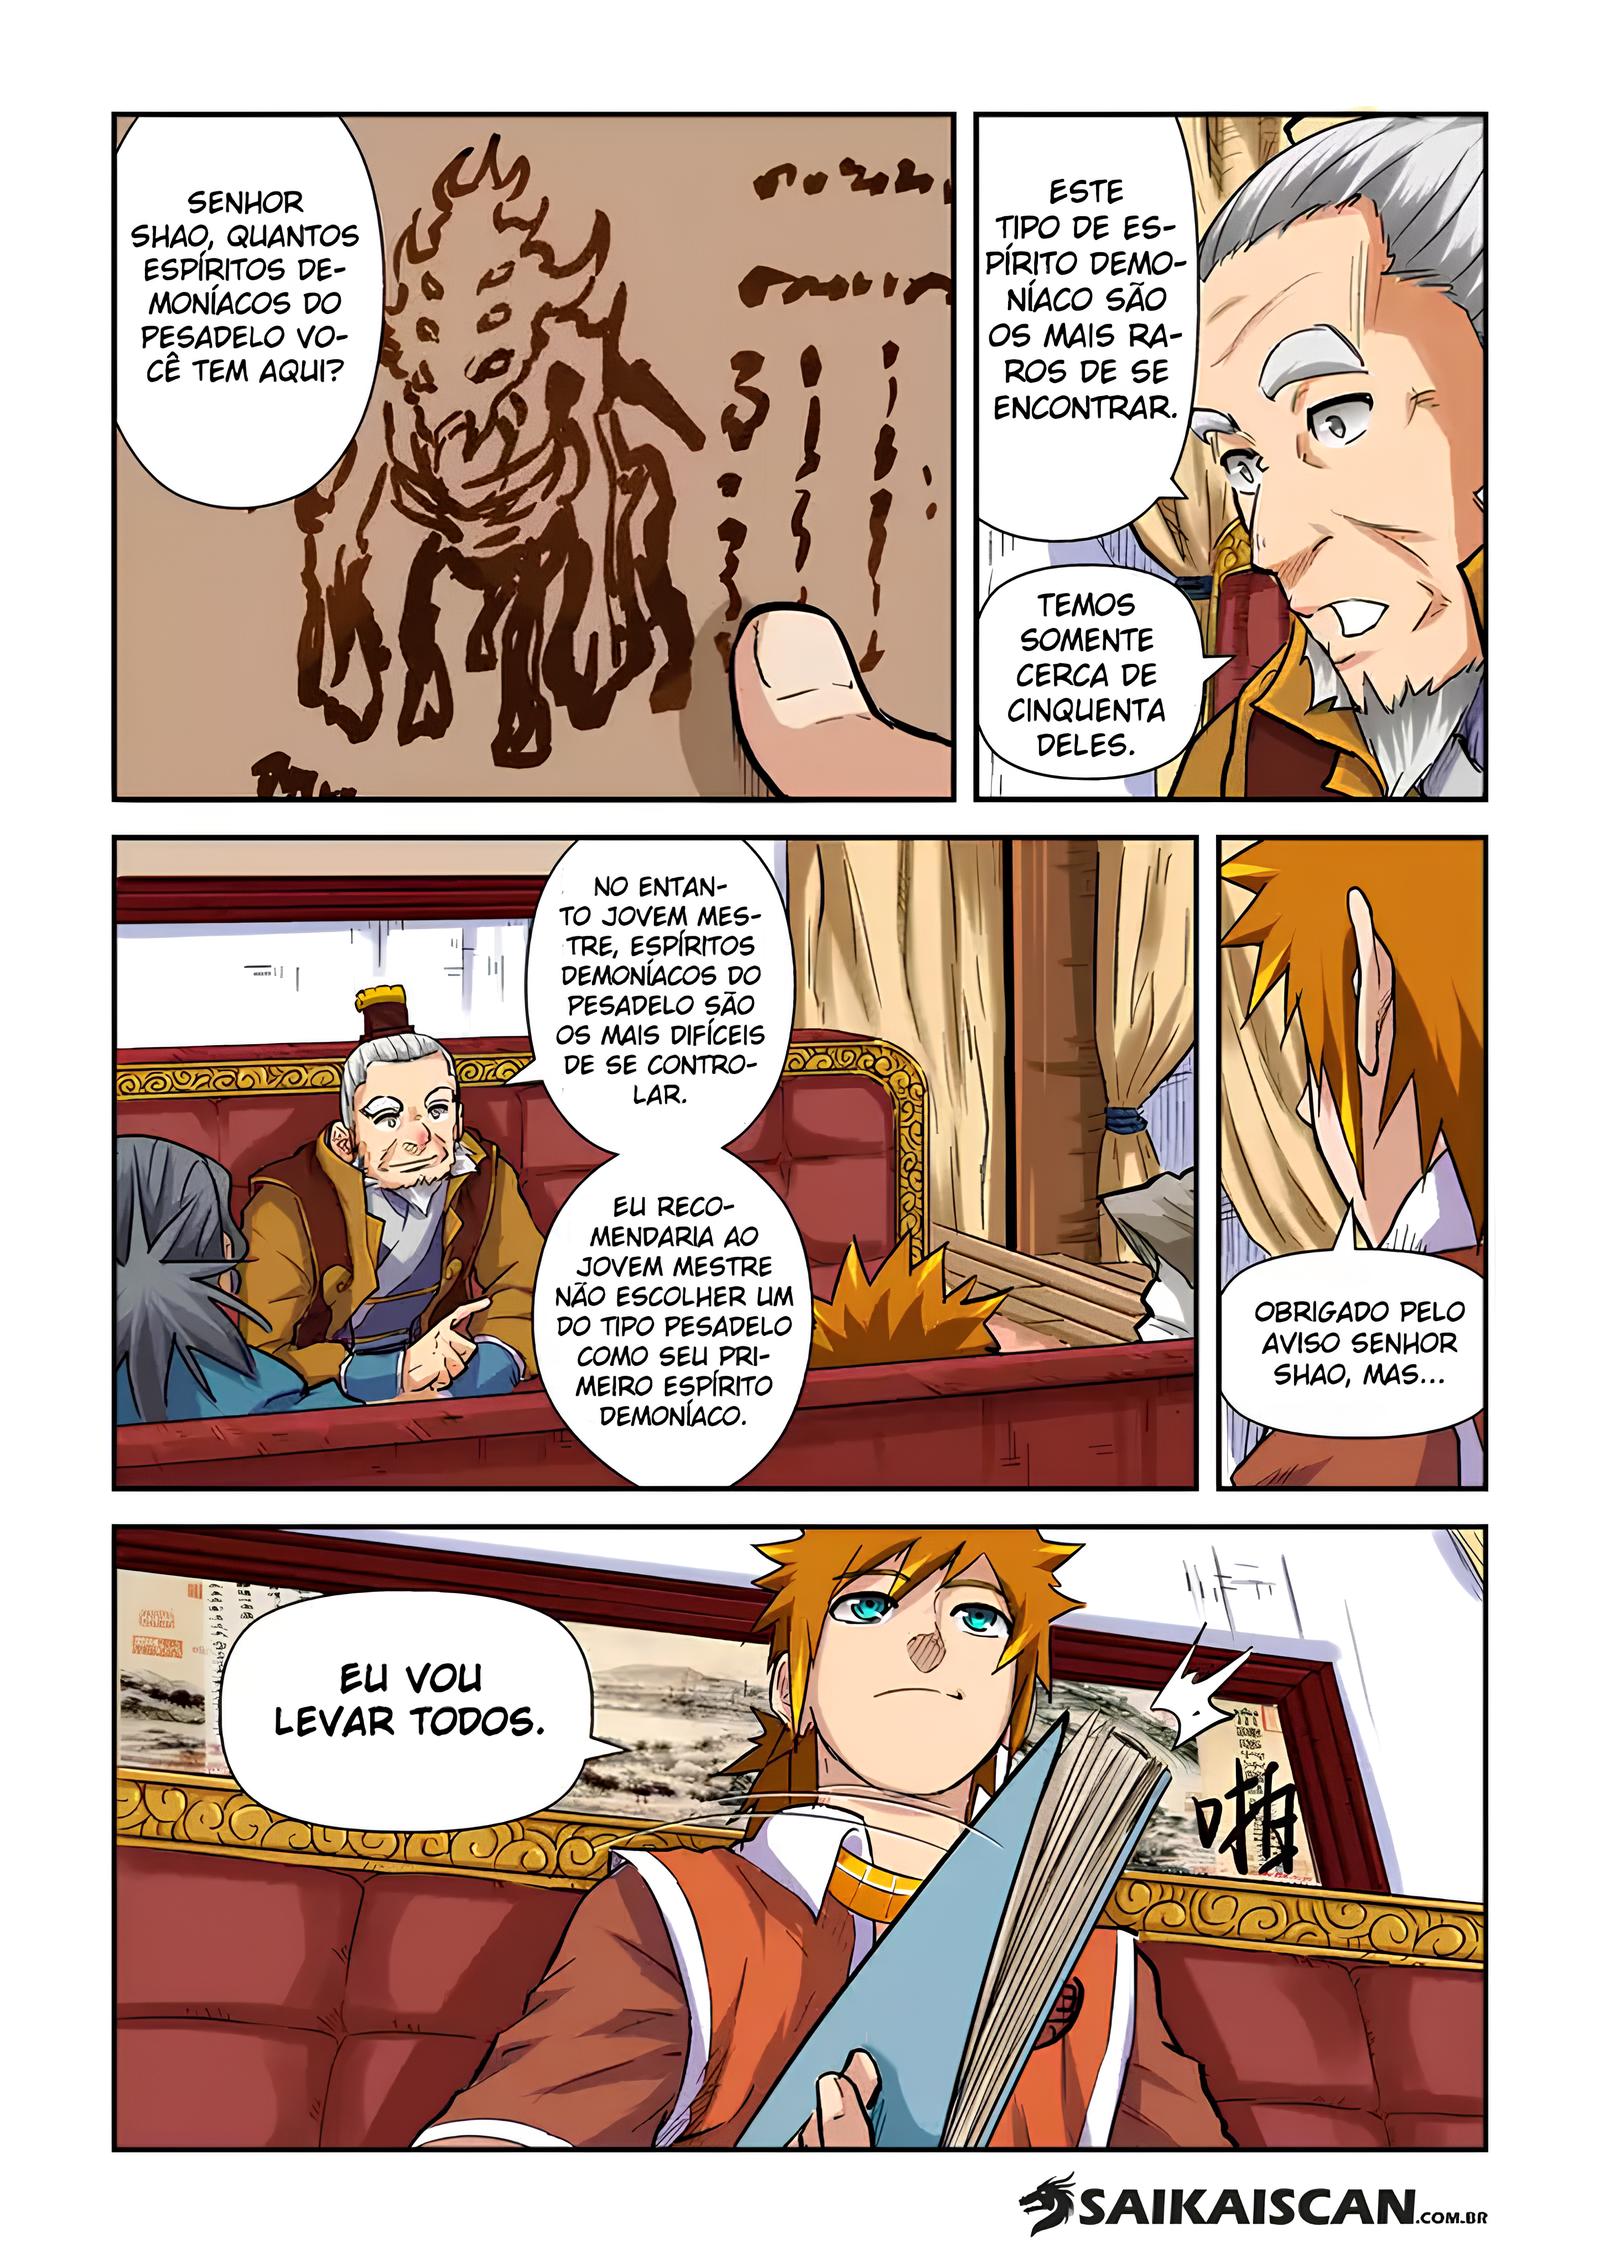 SENHOR
SHAO, QUANTOS
ESPÍRITOS DE-
MONÍACOS DO
PESADELO VO-
CÊ TEM AQUI?
ESTE
TIPO DE ES-
PÍRITO DEMO-
NÍACO SÃO
OS MAIS RA-
ROS DE SE
ENCONTRAR.
TEMOS
SOMENTE
CERCA DE
CINQUENTA
DELES.
NO ENTAN-
TO JOVEM MES-
TRE, ESPÍRITOS
DEMONÍACOS DO
PESADELO SÃO
OS MAIS DIFÍCEIS
DE SE CONTRO-
LAR.
EU RECO-
MENDARIA AO
JOVEM MESTRE
NÃO ESCOLHER UM
DO TIPO PESADELO
COMO SEU PRI-
MEIRO ESPÍRITO
DEMONÍACO.
OBRIGADO PELO
AVISO SENHOR
SHAO, MAS...
EU VOU
LEVAR TODOS.
啪
SAIKAISCAN.COM.BR